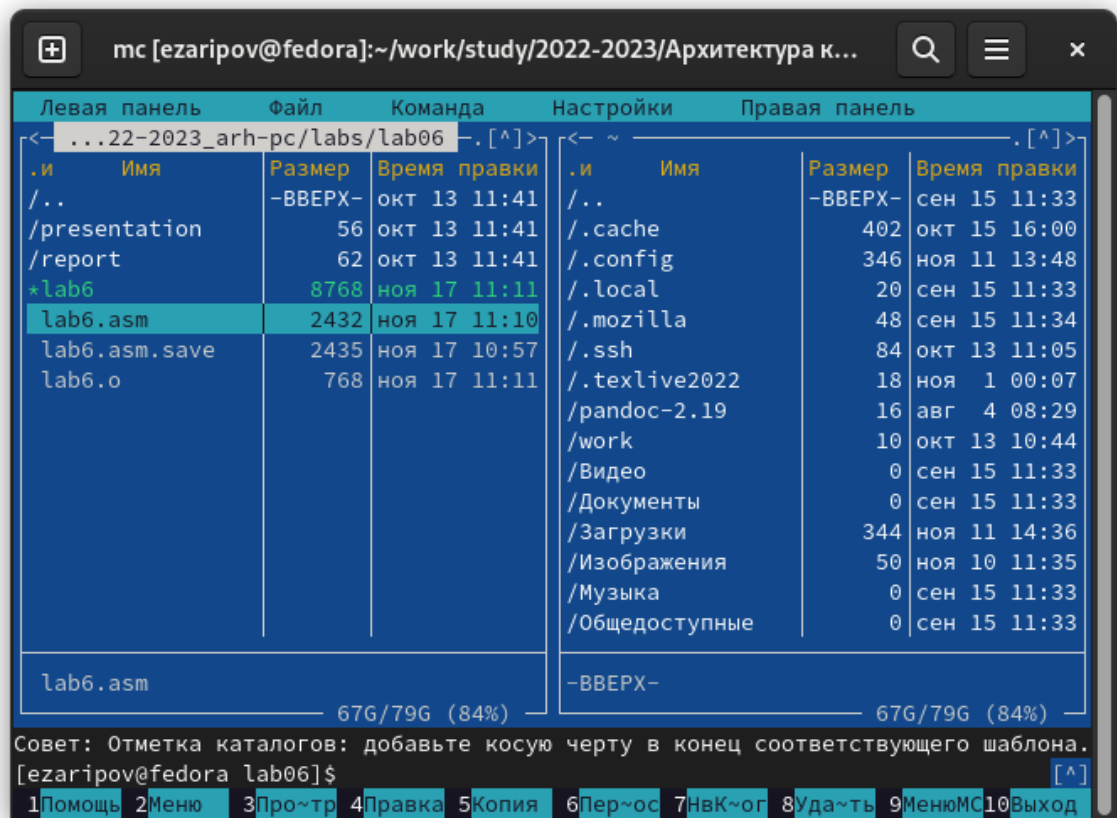 mc [ezaripov@fedora]:~/work/study/2022-2023/Архитектура к...
Левая панель Файл Команда Настройки Правая панель
<— ...22-2023_arh-pc/labs/lab06 —.[^]> <— ~ —.[^]>
.и Имя Размер Время правки .и Имя Размер Время правки
/.. -ВВЕРХ- окт 13 11:41 /.. -ВВЕРХ- сен 15 11:33
/presentation 56 окт 13 11:41 /.cache 402 окт 15 16:00
/report 62 окт 13 11:41 /.config 346 ноя 11 13:48
*lab6 8768 ноя 17 11:11 /.local 20 сен 15 11:33
lab6.asm 2432 ноя 17 11:10 /.mozilla 48 сен 15 11:34
lab6.asm.save 2435 ноя 17 10:57 /.ssh 84 окт 13 11:05
lab6.o 768 ноя 17 11:11 /.texlive2022 18 ноя 1 00:07
/pandoc-2.19 16 авг 4 08:29
/work 10 окт 13 10:44
/Видео 0 сен 15 11:33
/Документы 0 сен 15 11:33
/Загрузки 344 ноя 11 14:36
/Изображения 50 ноя 10 11:35
/Музыка 0 сен 15 11:33
/Общедоступные 0 сен 15 11:33
lab6.asm -ВВЕРХ-
67G/79G (84%) 67G/79G (84%)
Совет: Отметка каталогов: добавьте косую черту в конец соответствующего шаблона.
[ezaripov@fedora lab06]$ [^]
1Помощь 2Меню 3Про~тр 4Правка 5Копия 6Пер~ос 7НвК~ог 8Уда~ть 9МенюMC 10Выход